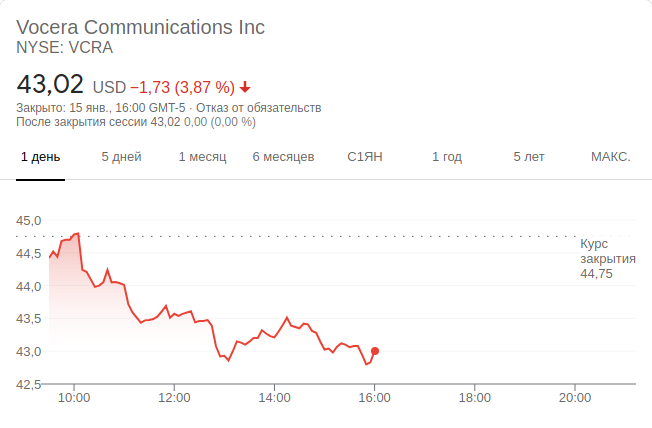 Vocera Communications Inc
NYSE: VCRA
43,02 USD −1,73 (3,87 %)
Закрыто: 15 янв., 16:00 GMT-5 · Отказ от обязательств
После закрытия сессии 43,02 0,00 (0,00 %)
1 день 5 дней 1 месяц 6 месяцев С1ЯН 1 год 5 лет МАКС.
45,0
Курс
закрытия
44,75
44,5
44,0
43,5
43,0
42,5
10:00 12:00 14:00 16:00 18:00 20:00